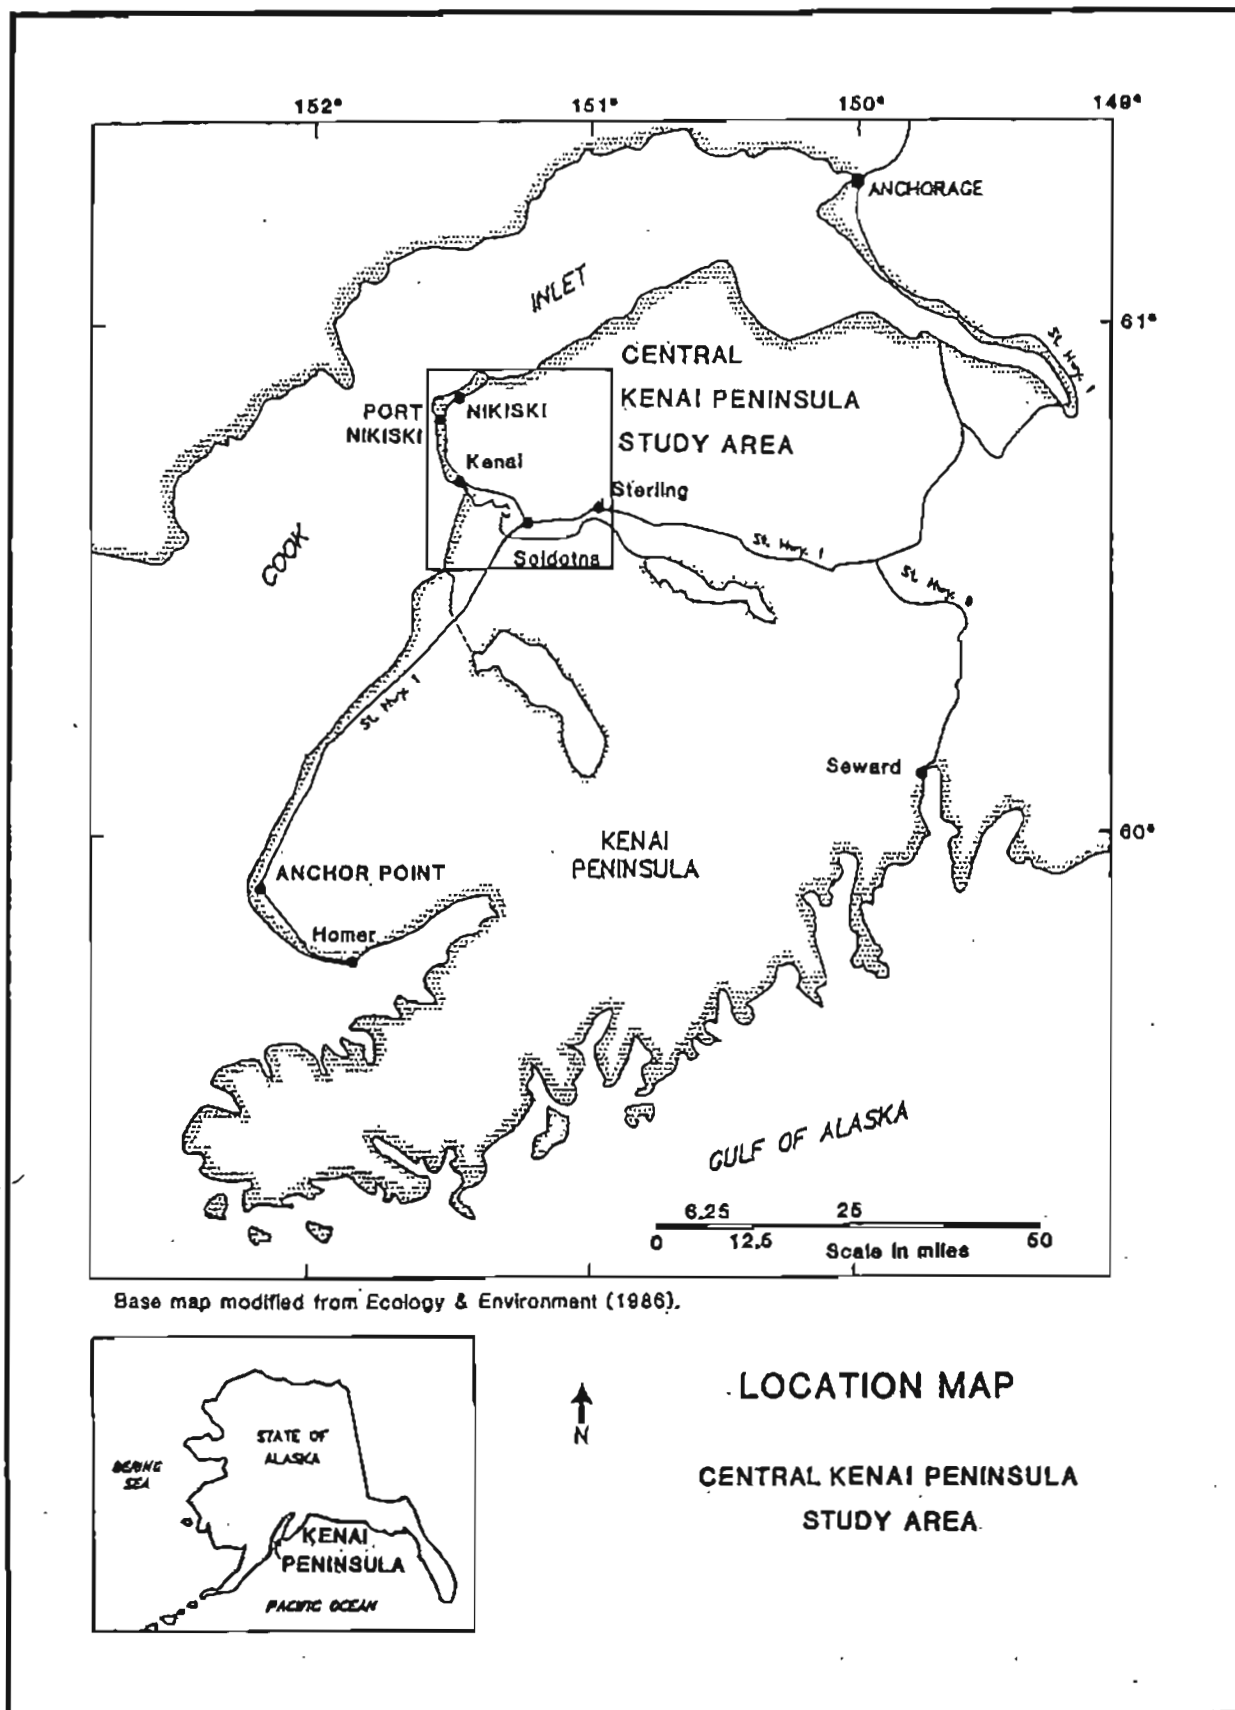 152° 151° 150° 149°
ANCHORAGE
INLET
61°
St. Hwy. 1
CENTRAL
KENAI PENINSULA
STUDY AREA
PORT
NIKISKI
NIKISKI
Kenai
Sterling
COOK
Soldotna
St. Hwy. 1
St. Hwy. 9
St. Hwy 1
Seward
60°
KENAI
PENINSULA
ANCHOR POINT
Homer
GULF OF ALASKA
6.25 25
0 12.5 50
Scale in miles
Base map modified from Ecology & Environment (1986).
STATE OF
ALASKA
BERING
SEA
KENAI
PENINSULA
PACIFIC OCEAN
N
LOCATION MAP
CENTRAL KENAI PENINSULA
STUDY AREA